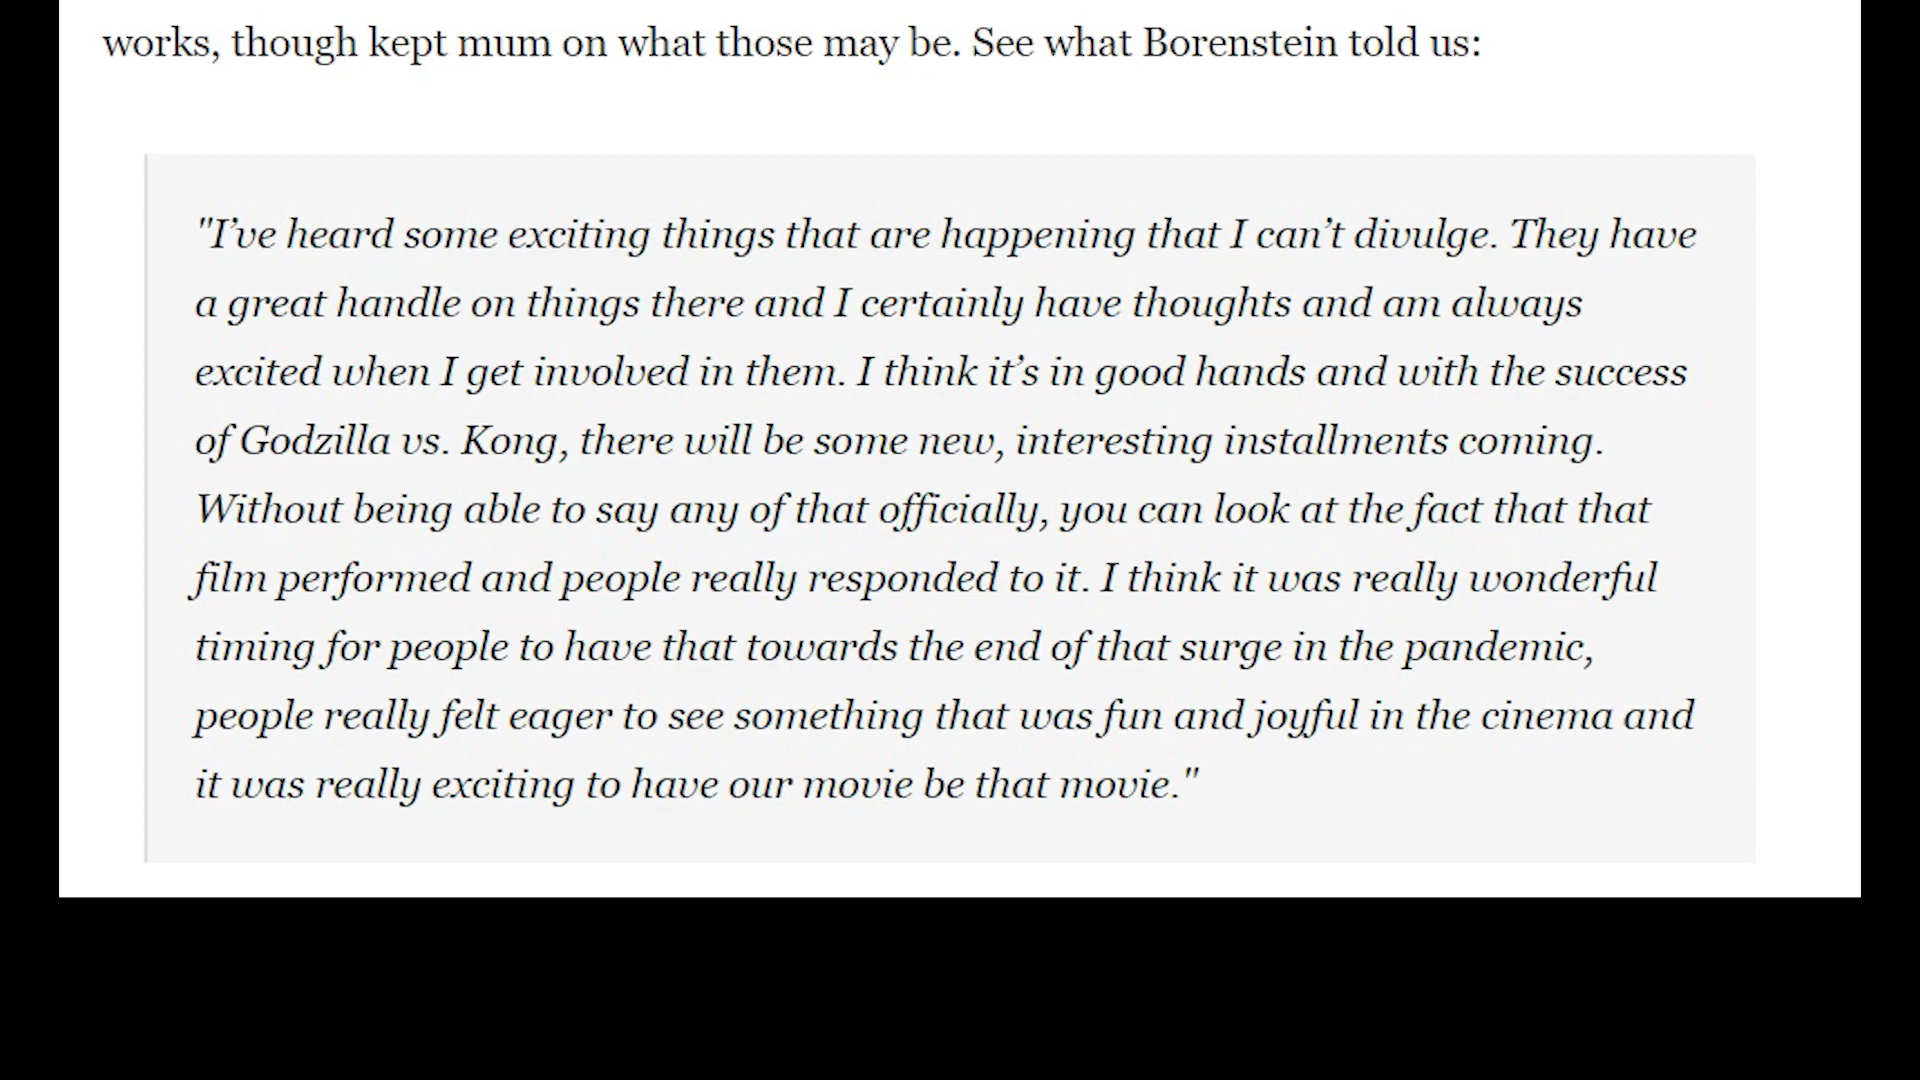 works, though kept mum on what those may be. See what Borenstein told us:
"I’ve heard some exciting things that are happening that I can’t divulge. They have
a great handle on things there and I certainly have thoughts and am always
excited when I get involved in them. I think it’s in good hands and with the success
of Godzilla vs. Kong, there will be some new, interesting installments coming.
Without being able to say any of that officially, you can look at the fact that that
film performed and people really responded to it. I think it was really wonderful
timing for people to have that towards the end of that surge in the pandemic,
people really felt eager to see something that was fun and joyful in the cinema and
it was really exciting to have our movie be that movie."